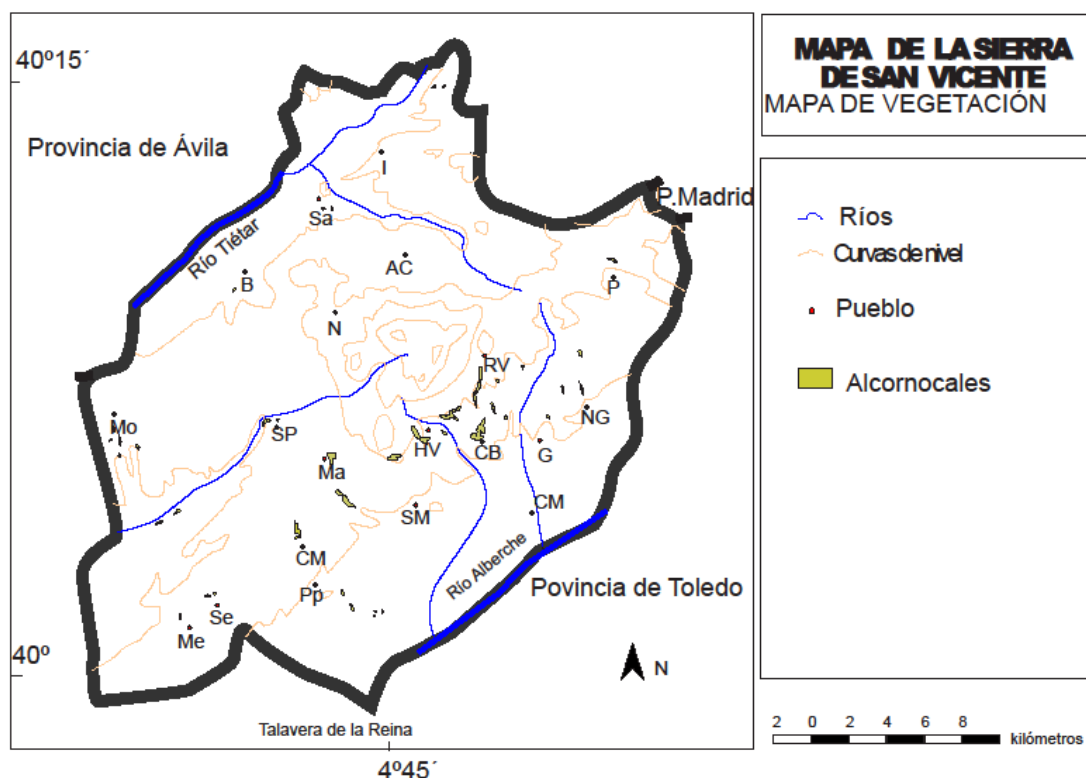 40º15´
Provincia de Ávila
P.Madrid
I
Sa
Río Tiétar
AC
B
P
N
RV
Mo
SP
HV
CB
NG
G
Ma
SM
CM
CM
Río Alberche
Pp
Povincia de Toledo
Se
Me
40º
N
Talavera de la Reina
4º45´
MAPA DE LA SIERRA
DE SAN VICENTE
MAPA DE VEGETACIÓN
Ríos
Curvas de nivel
Pueblo
Alcornocales
2 0 2 4 6 8
kilómetros